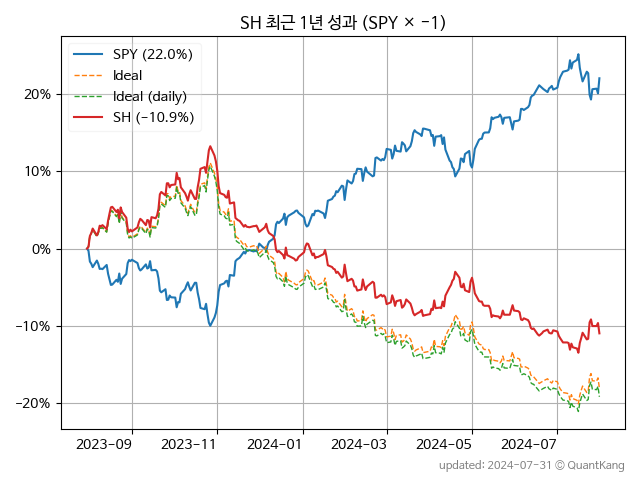 SH 최근 1년 성과 (SPY × −1)
SPY (22.0%)
Ideal
Ideal (daily)
SH (−10.9%)
20%
10%
0%
−10%
−20%
2023-09
2023-11
2024-01
2024-03
2024-05
2024-07
updated: 2024-07-31 © QuantKang